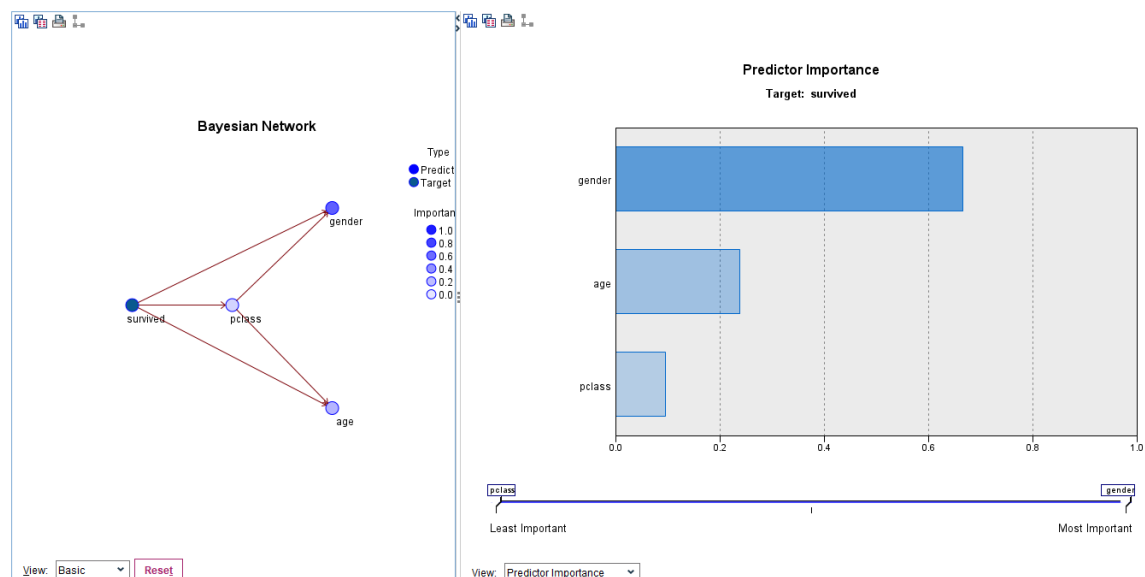 Bayesian Network
Type
Predict
Target
Importan
1.0
0.8
0.6
0.4
0.2
0.0
gender
survived
pclass
age
View: Basic
Reset
Predictor Importance
Target: survived
gender
age
pclass
0.0 0.2 0.4 0.6 0.8 1.0
pclass gender
Least Important Most Important
View: Predictor Importance